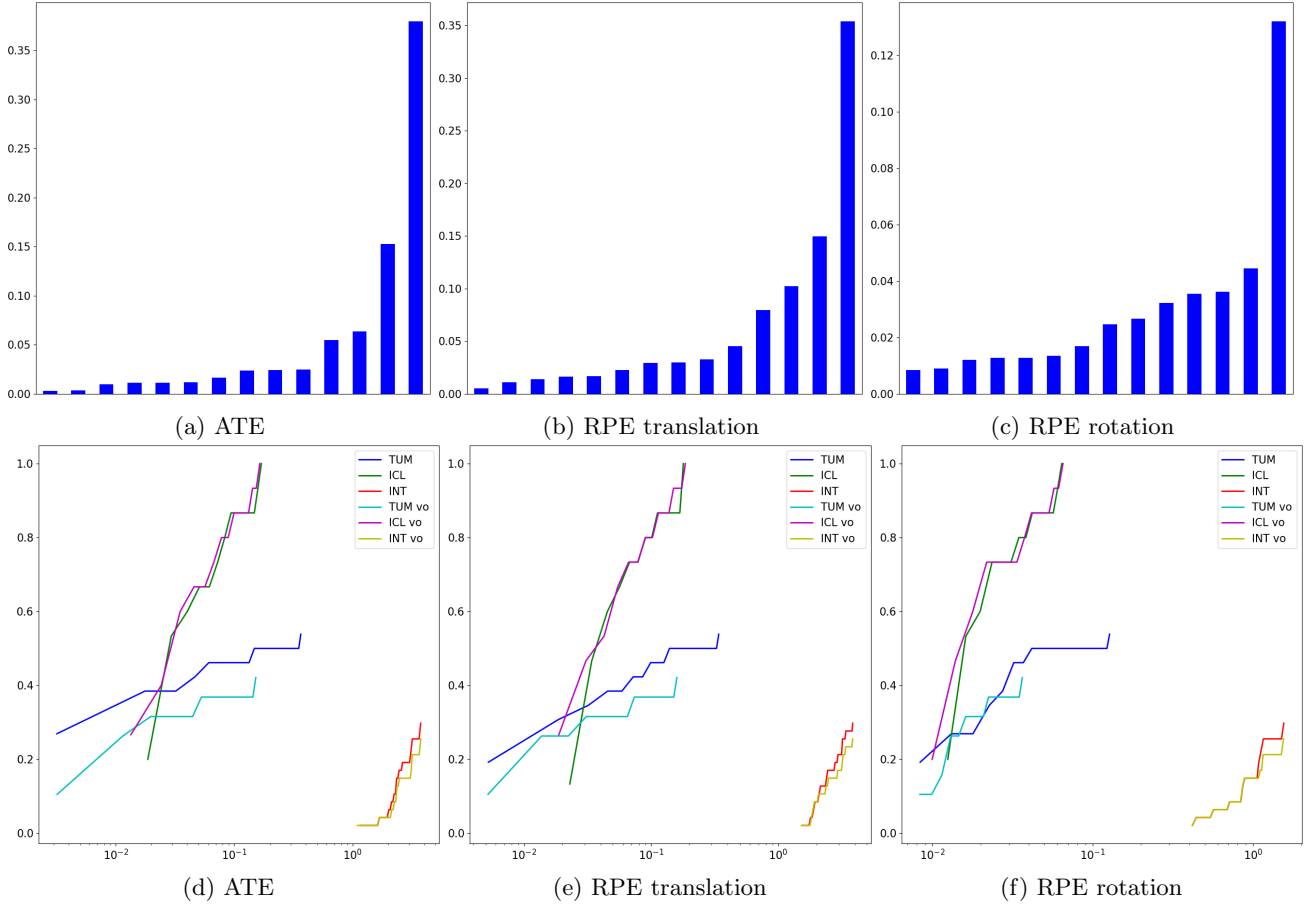 0.35
0.30
0.25
0.20
0.15
0.10
0.05
0.00
(a) ATE
0.35
0.30
0.25
0.20
0.15
0.10
0.05
0.00
(b) RPE translation
0.12
0.10
0.08
0.06
0.04
0.02
0.00
(c) RPE rotation
1.0
0.8
0.6
0.4
0.2
0.0
10⁻²
10⁻¹
10⁰
TUM
ICL
INT
TUM vo
ICL vo
INT vo
(d) ATE
1.0
0.8
0.6
0.4
0.2
0.0
10⁻²
10⁻¹
10⁰
TUM
ICL
INT
TUM vo
ICL vo
INT vo
(e) RPE translation
1.0
0.8
0.6
0.4
0.2
0.0
10⁻²
10⁻¹
10⁰
TUM
ICL
INT
TUM vo
ICL vo
INT vo
(f) RPE rotation